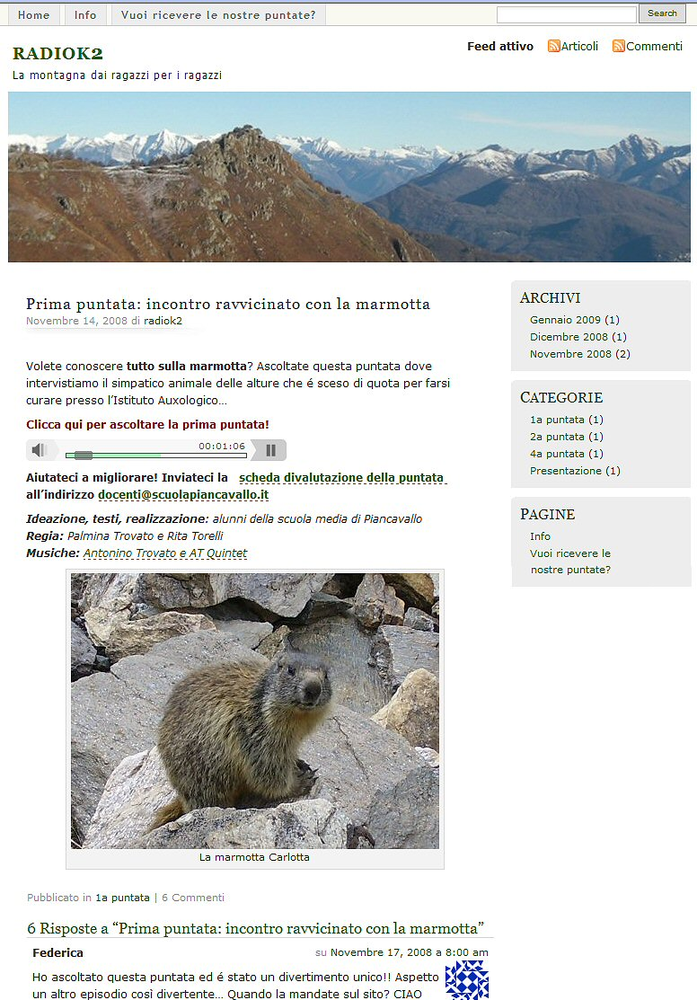 Home Info Vuoi ricevere le nostre puntate? Search
RADIOK2
La montagna dai ragazzi per i ragazzi
Feed attivo Articoli Commenti
Prima puntata: incontro ravvicinato con la marmotta
Novembre 14, 2008 di radiok2
Volete conoscere tutto sulla marmotta? Ascoltate questa puntata dove
intervistiamo il simpatico animale delle alture che é sceso di quota per farsi
curare presso l'Istituto Auxologico...
Clicca qui per ascoltare la prima puntata!
00:01:06
Aiutateci a migliorare! Inviateci la scheda divalutazione della puntata
all'indirizzo docenti@scuolapiancavallo.it
Ideazione, testi, realizzazione: alunni della scuola media di Piancavallo
Regia: Palmina Trovato e Rita Torelli
Musiche: Antonino Trovato e AT Quintet
La marmotta Carlotta
Pubblicato in 1a puntata | 6 Commenti
6 Risposte a “Prima puntata: incontro ravvicinato con la marmotta”
Federica su Novembre 17, 2008 a 8:00 am
Ho ascoltato questa puntata ed é stato un divertimento unico!! Aspetto
un altro episodio così divertente... Quando la mandate sul sito? CIAO
ARCHIVI
Gennaio 2009 (1)
Dicembre 2008 (1)
Novembre 2008 (2)
CATEGORIE
1a puntata (1)
2a puntata (1)
4a puntata (1)
Presentazione (1)
PAGINE
Info
Vuoi ricevere le
nostre puntate?